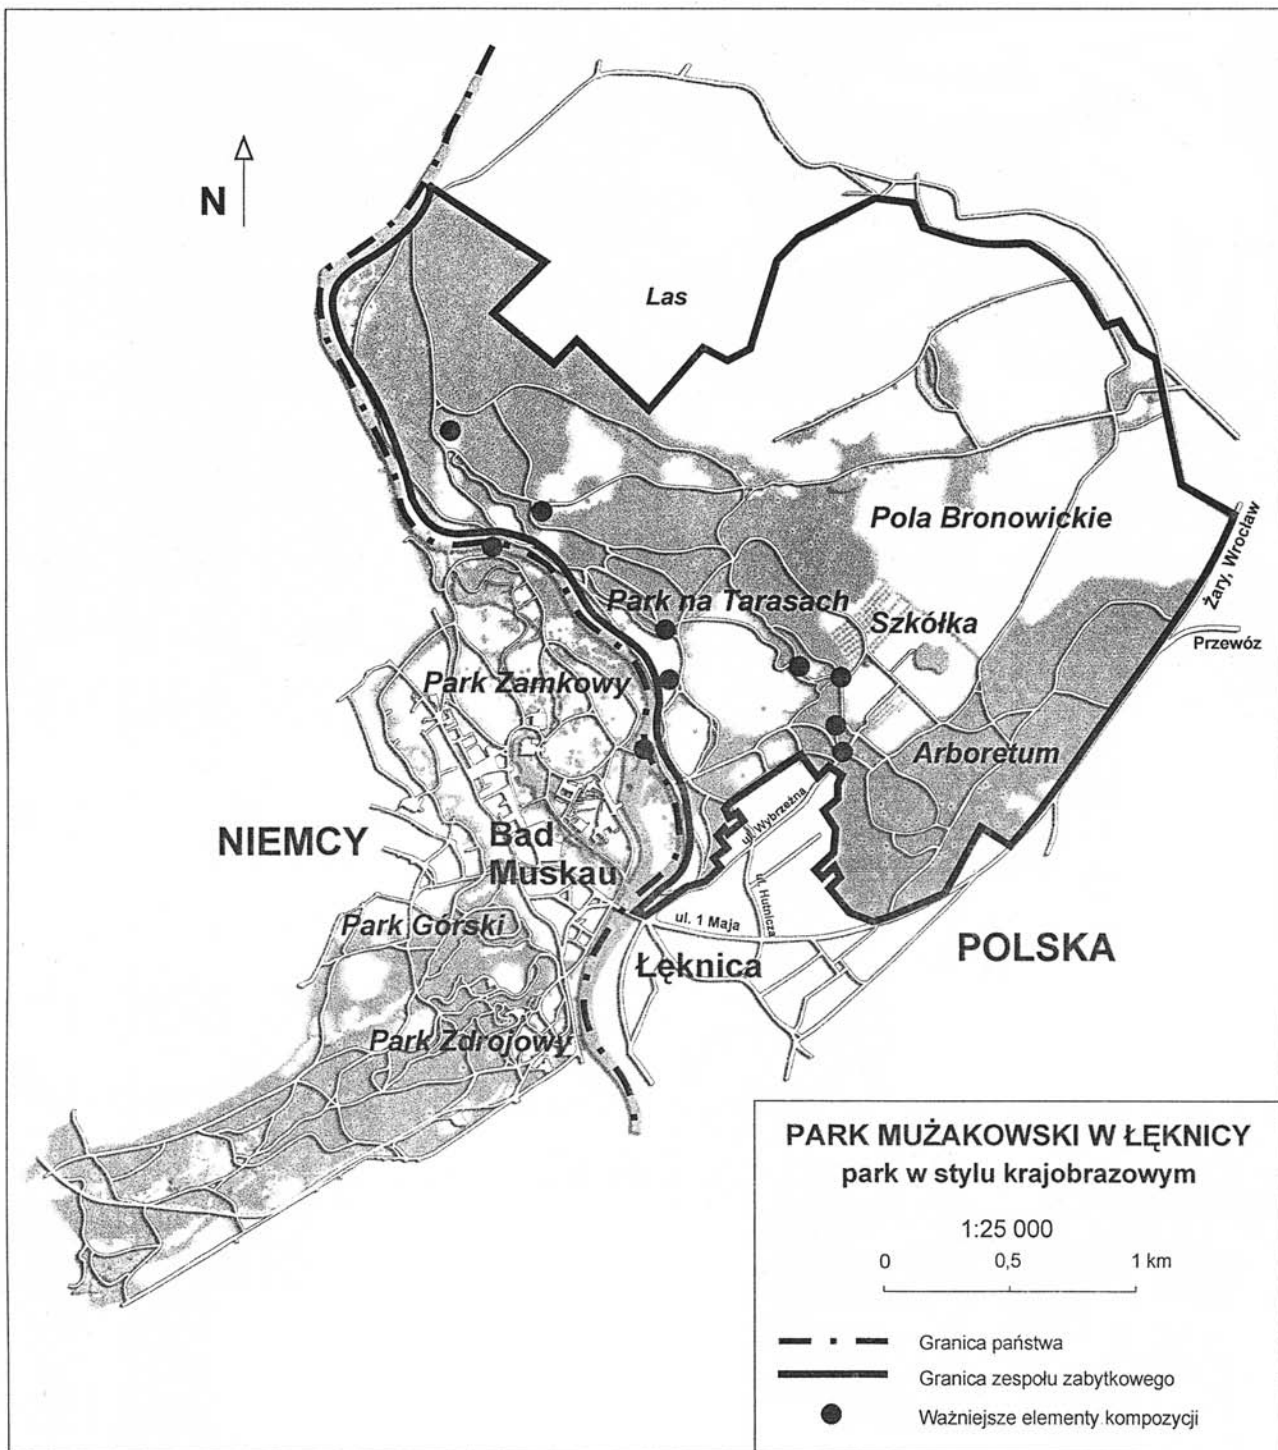 N
Las
Pola Bronowickie
Żary, Wrocław
Park na Tarasach
Szkółka
Przewóz
Park Zamkowy
Arboretum
ul. Wybrzeżna
NIEMCY
Bad
Muskau
ul. Hutnicza
Park Górski
ul. 1 Maja
POLSKA
Łęknica
Park Zdrojowy
PARK MUŻAKOWSKI W ŁĘKNICY
park w stylu krajobrazowym
1:25 000
0 0,5 1 km
Granica państwa
Granica zespołu zabytkowego
Ważniejsze elementy kompozycji